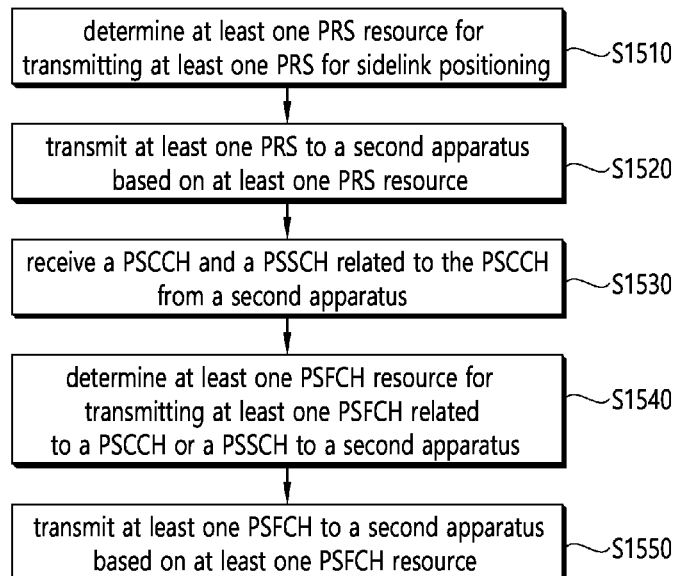 determine at least one PRS resource for
transmitting at least one PRS for sidelink positioning
S1510
transmit at least one PRS to a second apparatus
based on at least one PRS resource
S1520
receive a PSCCH and a PSSCH related to the PSCCH
from a second apparatus
S1530
determine at least one PSFCH resource for
transmitting at least one PSFCH related
to a PSCCH or a PSSCH to a second apparatus
S1540
transmit at least one PSFCH to a second apparatus
based on at least one PSFCH resource
S1550